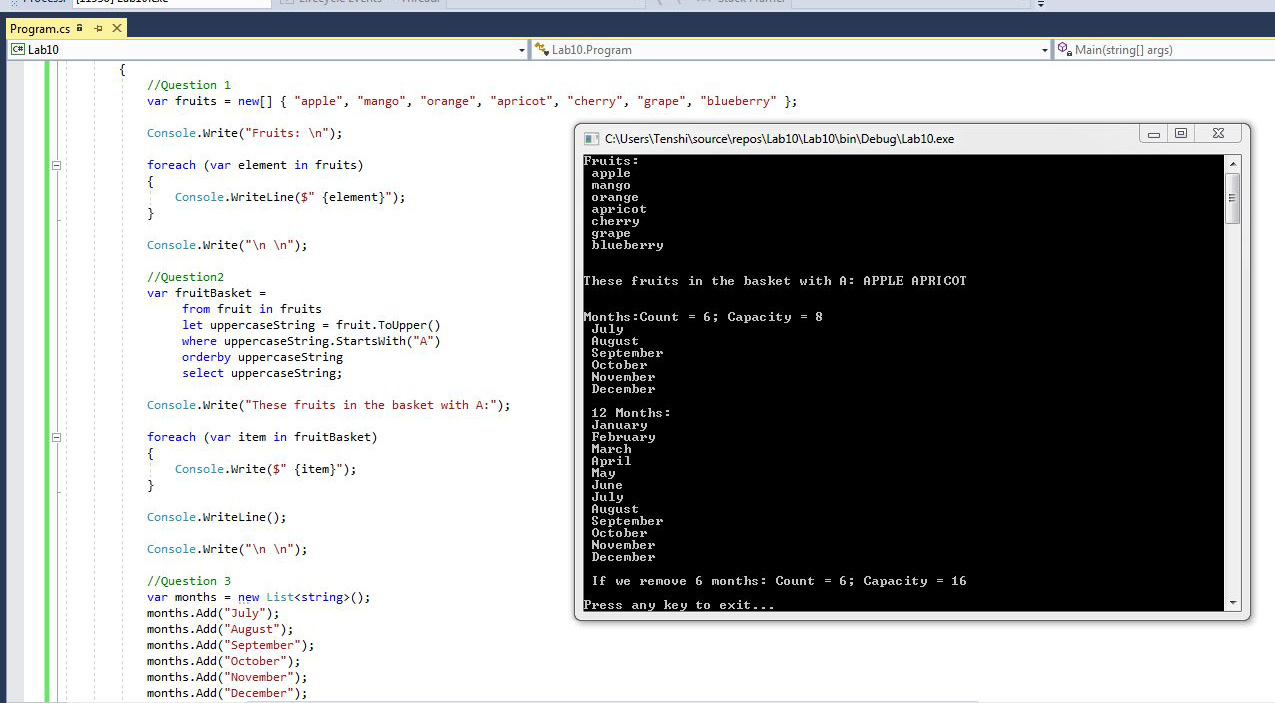 Program.cs
C# Lab10
Lab10.Program
Main(string[] args)
{
//Question 1
var fruits = new[] { "apple", "mango", "orange", "apricot", "cherry", "grape", "blueberry" };
Console.Write("Fruits: \n");
foreach (var element in fruits)
{
Console.WriteLine($" {element}");
}
Console.Write("\n \n");
//Question2
var fruitBasket =
from fruit in fruits
let uppercaseString = fruit.ToUpper()
where uppercaseString.StartsWith("A")
orderby uppercaseString
select uppercaseString;
Console.Write("These fruits in the basket with A:");
foreach (var item in fruitBasket)
{
Console.Write($" {item}");
}
Console.WriteLine();
Console.Write("\n \n");
//Question 3
var months = new List<string>();
months.Add("July");
months.Add("August");
months.Add("September");
months.Add("October");
months.Add("November");
months.Add("December");
C:\Users\Tenshi\source\repos\Lab10\Lab10\bin\Debug\Lab10.exe
Fruits:
apple
mango
orange
apricot
cherry
grape
blueberry
These fruits in the basket with A: APPLE APRICOT
Months:Count = 6; Capacity = 8
July
August
September
October
November
December
12 Months:
January
February
March
April
May
June
July
August
September
October
November
December
If we remove 6 months: Count = 6; Capacity = 16
Press any key to exit...